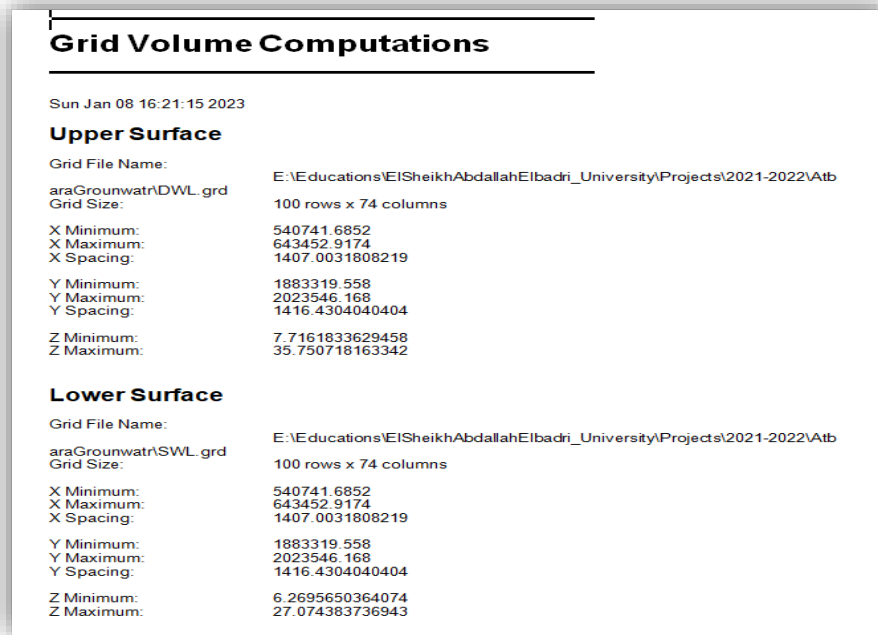 Grid Volume Computations
Sun Jan 08 16:21:15 2023
Upper Surface
Grid File Name:
E:\Educations\ElSheikhAbdallahElbadri_University\Projects\2021-2022\Atb
araGrounwatr\DWL.grd
Grid Size: 100 rows x 74 columns
X Minimum: 540741.6852
X Maximum: 643452.9174
X Spacing: 1407.0031808219
Y Minimum: 1883319.558
Y Maximum: 2023546.168
Y Spacing: 1416.4304040404
Z Minimum: 7.7161833629458
Z Maximum: 35.750718163342
Lower Surface
Grid File Name:
E:\Educations\ElSheikhAbdallahElbadri_University\Projects\2021-2022\Atb
araGrounwatr\SWL.grd
Grid Size: 100 rows x 74 columns
X Minimum: 540741.6852
X Maximum: 643452.9174
X Spacing: 1407.0031808219
Y Minimum: 1883319.558
Y Maximum: 2023546.168
Y Spacing: 1416.4304040404
Z Minimum: 6.2695650364074
Z Maximum: 27.074383736943